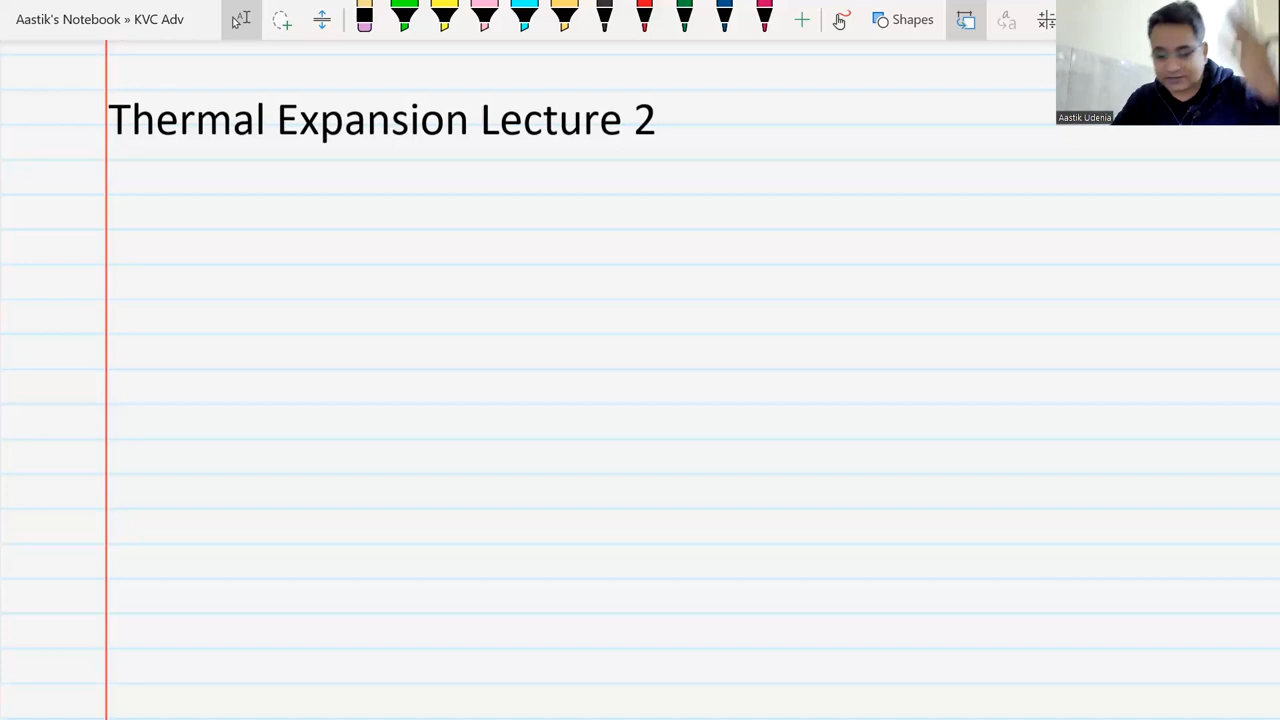 Aastik's Notebook » KVC Adv
Shapes
Aastik Udenia
Thermal Expansion Lecture 2